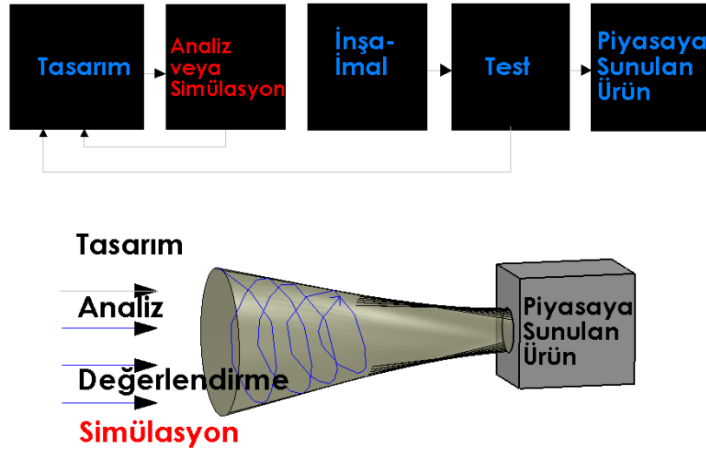 Tasarım
Analiz
veya
Simülasyon
İnşa-
İmal
Test
Piyasaya
Sunulan
Ürün
Tasarım
Analiz
Değerlendirme
Simülasyon
Piyasaya
Sunulan
Ürün